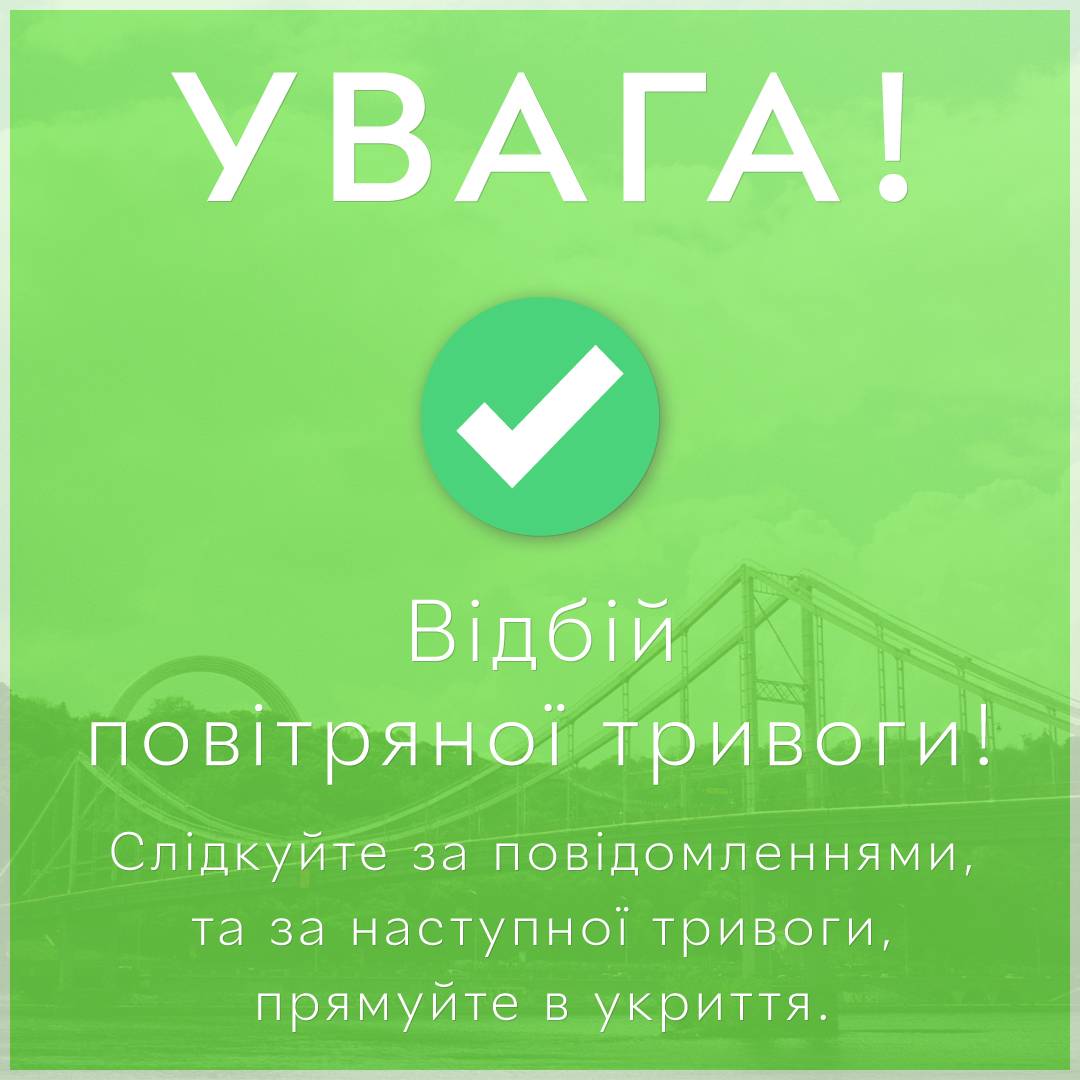 УВАГА!
Відбій
повітряної тривоги!
Слідкуйте за повідомленнями,
та за наступної тривоги,
прямуйте в укриття.